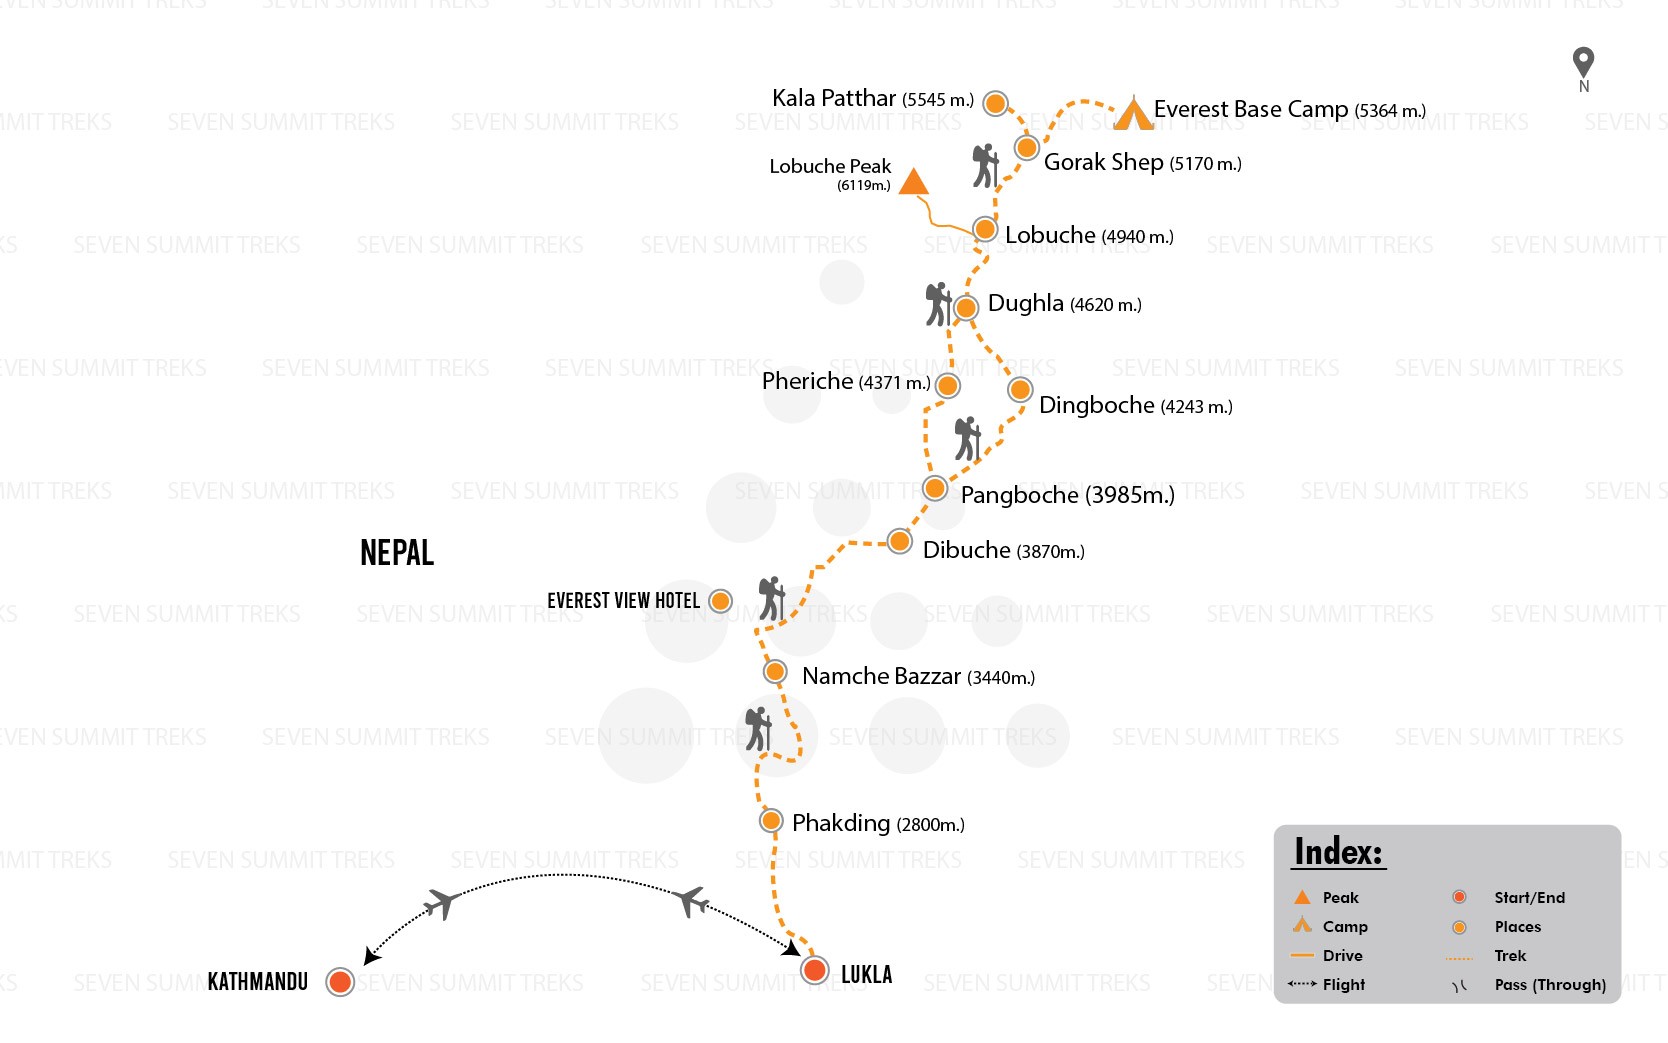 N
Kala Patthar (5545 m.)
Everest Base Camp (5364 m.)
Gorak Shep (5170 m.)
Lobuche Peak
(6119m.)
Lobuche (4940 m.)
Dughla (4620 m.)
Pheriche (4371 m.)
Dingboche (4243 m.)
Pangboche (3985m.)
NEPAL
Dibuche (3870m.)
EVEREST VIEW HOTEL
Namche Bazzar (3440m.)
Phakding (2800m.)
KATHMANDU
LUKLA
Index:
Peak
Camp
Drive
Flight
Start/End
Places
Trek
Pass (Through)
SEVEN SUMMIT TREKS